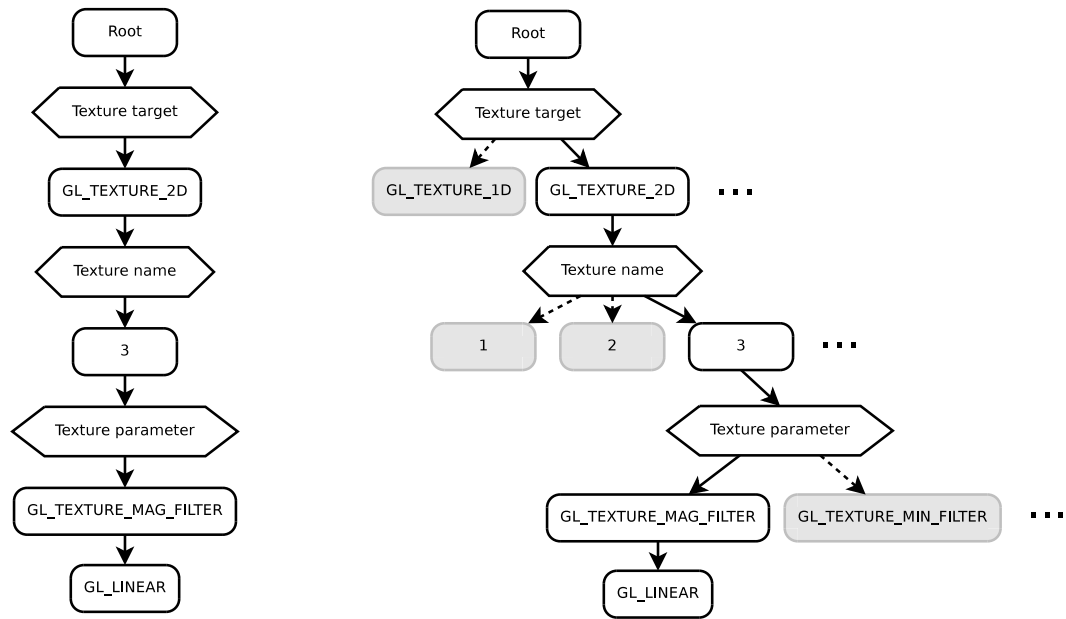 Root
Texture target
GL_TEXTURE_2D
Texture name
3
Texture parameter
GL_TEXTURE_MAG_FILTER
GL_LINEAR
Root
Texture target
GL_TEXTURE_1D
GL_TEXTURE_2D
...
Texture name
1
2
3
...
Texture parameter
GL_TEXTURE_MAG_FILTER
GL_TEXTURE_MIN_FILTER
...
GL_LINEAR